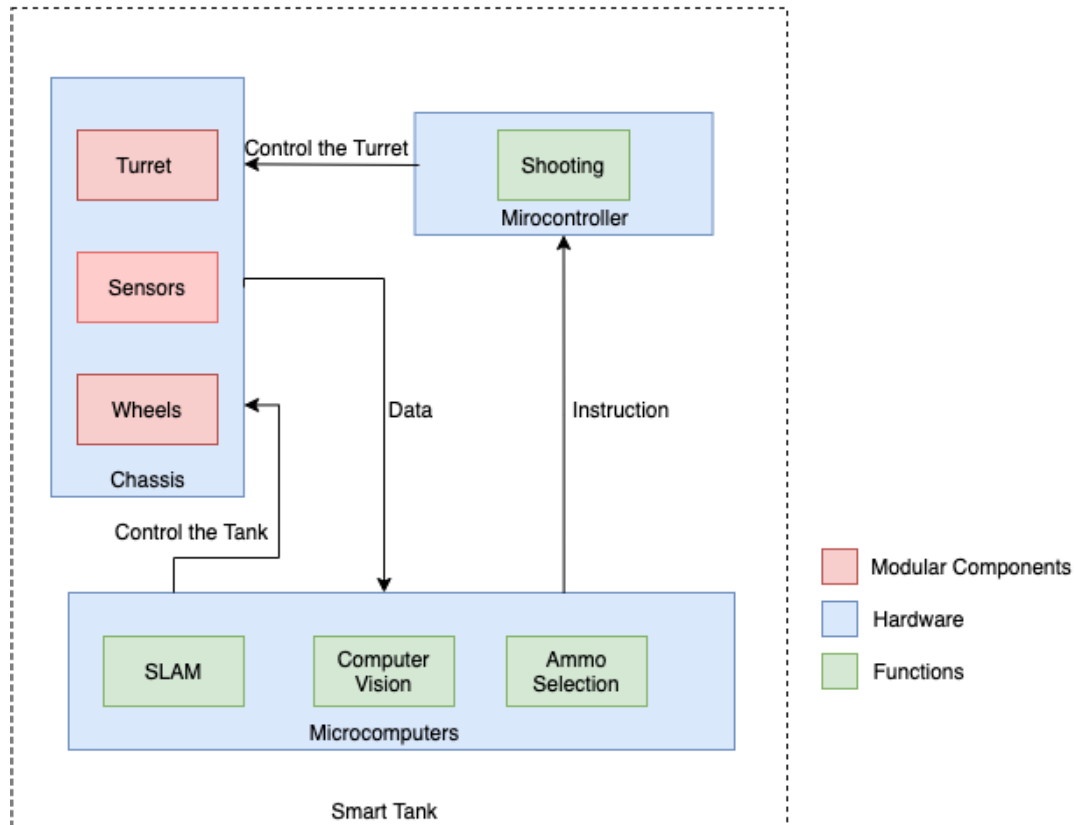 Turret
Control the Turret
Shooting
Mirocontroller
Sensors
Wheels
Chassis
Data
Instruction
Control the Tank
SLAM
Computer
Vision
Ammo
Selection
Microcomputers
Smart Tank
Modular Components
Hardware
Functions